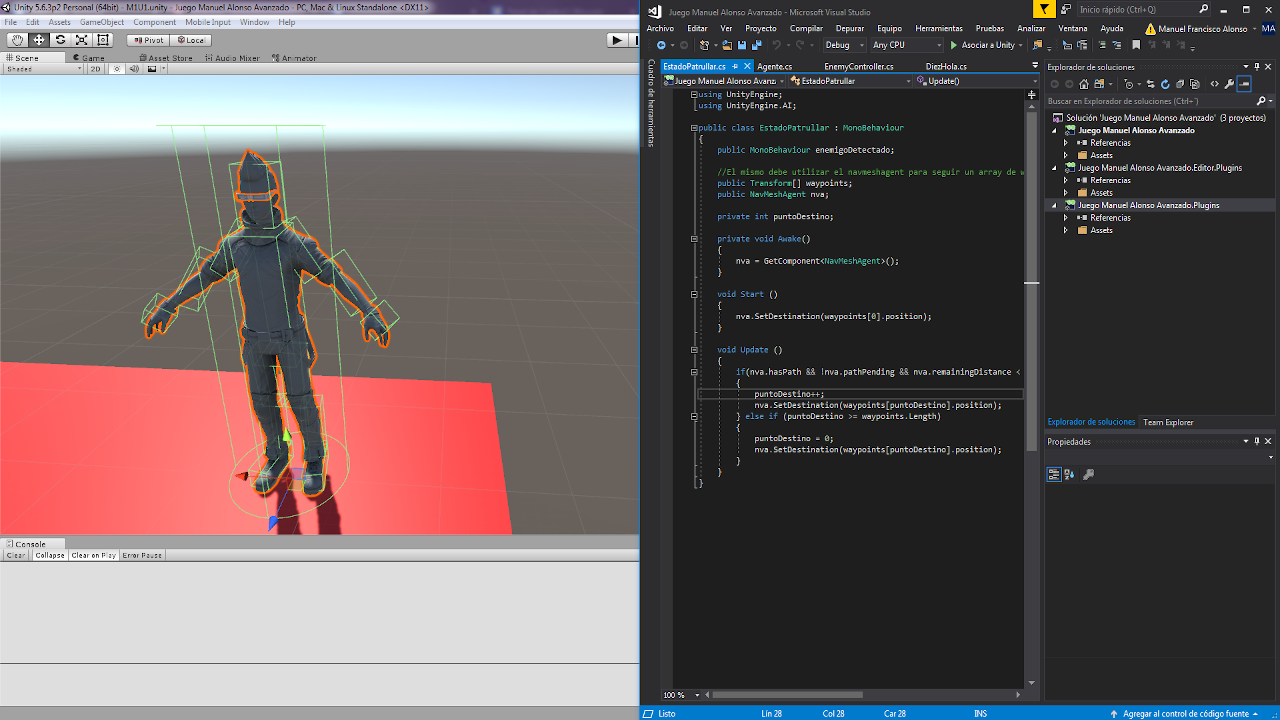 Unity 5.6.3p2 Personal (64bit) - M1U1.unity - Juego Manuel Alonso Avanzado - PC, Mac & Linux Standalone <DX11>
File Edit Assets GameObject Component Mobile Input Window Help
Pivot Local
Scene Game Asset Store Audio Mixer Animator
Shaded 2D
Console
Clear Collapse Clear on Play Error Pause
Juego Manuel Alonso Avanzado - Microsoft Visual Studio
Inicio rápido (Ctrl+Q)
Archivo Editar Ver Proyecto Compilar Depurar Equipo Herramientas Pruebas Analizar Ventana Ayuda Manuel Francisco Alonso MA
Debug Any CPU Asociar a Unity
Cuadro de herramientas
EstadoPatrullar.cs Agente.cs EnemyController.cs DiezHola.cs
Juego Manuel Alonso Avanz EstadoPatrullar Update()
using UnityEngine;
using UnityEngine.AI;
public class EstadoPatrullar : MonoBehaviour
{
public MonoBehaviour enemigoDetectado;
//El mismo debe utilizar el navmeshagent para seguir un array de w
public Transform[] waypoints;
public NavMeshAgent nva;
private int puntoDestino;
private void Awake()
{
nva = GetComponent<NavMeshAgent>();
}
void Start ()
{
nva.SetDestination(waypoints[0].position);
}
void Update ()
{
if(nva.hasPath && !nva.pathPending && nva.remainingDistance <
{
puntoDestino++;
nva.SetDestination(waypoints[puntoDestino].position);
} else if (puntoDestino >= waypoints.Length)
{
puntoDestino = 0;
nva.SetDestination(waypoints[puntoDestino].position);
}
}
}
100 %
Explorador de soluciones
Buscar en Explorador de soluciones (Ctrl+´)
Solución 'Juego Manuel Alonso Avanzado' (3 proyectos)
Juego Manuel Alonso Avanzado
Referencias
Assets
Juego Manuel Alonso Avanzado.Editor.Plugins
Referencias
Assets
Juego Manuel Alonso Avanzado.Plugins
Referencias
Assets
Explorador de soluciones Team Explorer
Propiedades
Listo Lín 28 Col 28 Car 28 INS Agregar al control de código fuente